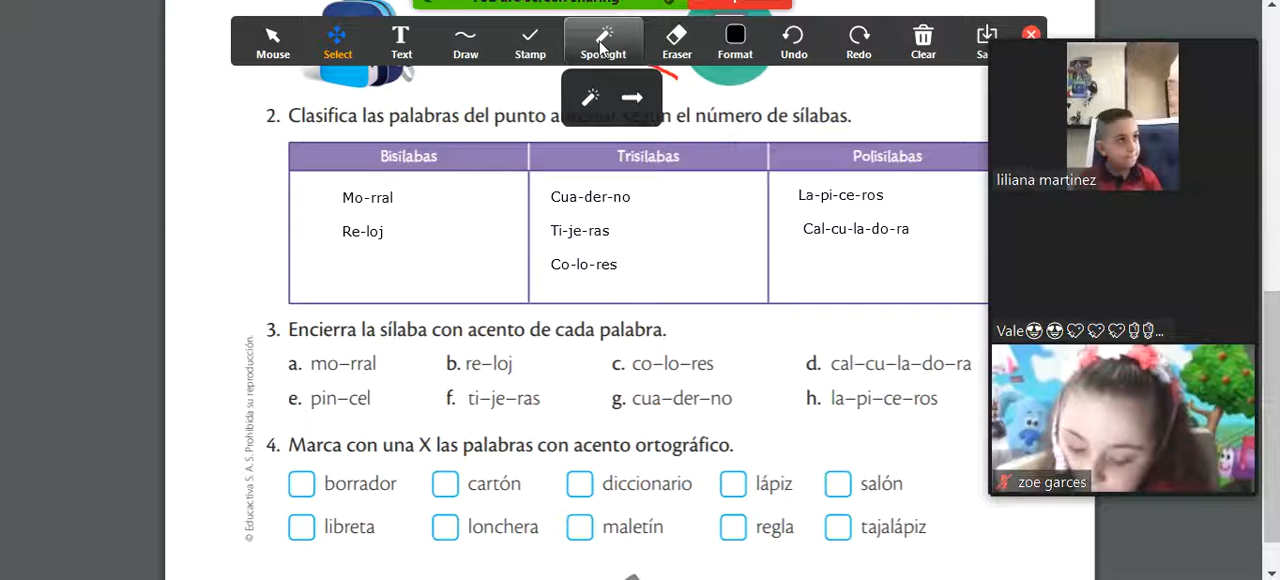 You are screen sharing
Mouse Select Text Draw Stamp Spotlight Eraser Format Undo Redo Clear
2. Clasifica las palabras del punto el número de sílabas.
Bisílabas Trisílabas Polisílabas
Mo-rral Cua-der-no La-pi-ce-ros
Re-loj Ti-je-ras Cal-cu-la-do-ra
Co-lo-res
3. Encierra la sílaba con acento de cada palabra.
a. mo–rral b. re–loj c. co–lo–res d. cal–cu–la–do–ra
e. pin–cel f. ti–je–ras g. cua–der–no h. la–pi–ce–ros
4. Marca con una X las palabras con acento ortográfico.
borrador cartón diccionario lápiz salón
libreta lonchera maletín regla tajalápiz
© Educactiva S. A. S. Prohibida su reproducción.
liliana martinez
Vale😍😍💘💘💘👸👸...
zoe garces